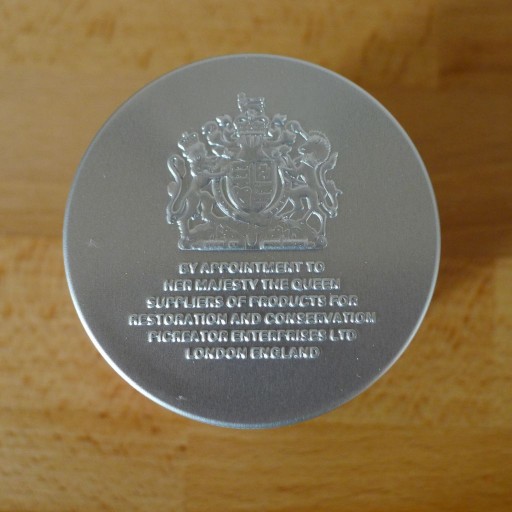 BY APPOINTMENT TO
HER MAJESTY THE QUEEN
SUPPLIERS OF PRODUCTS FOR
RESTORATION AND CONSERVATION
PICREATOR ENTERPRISES LTD
LONDON ENGLAND